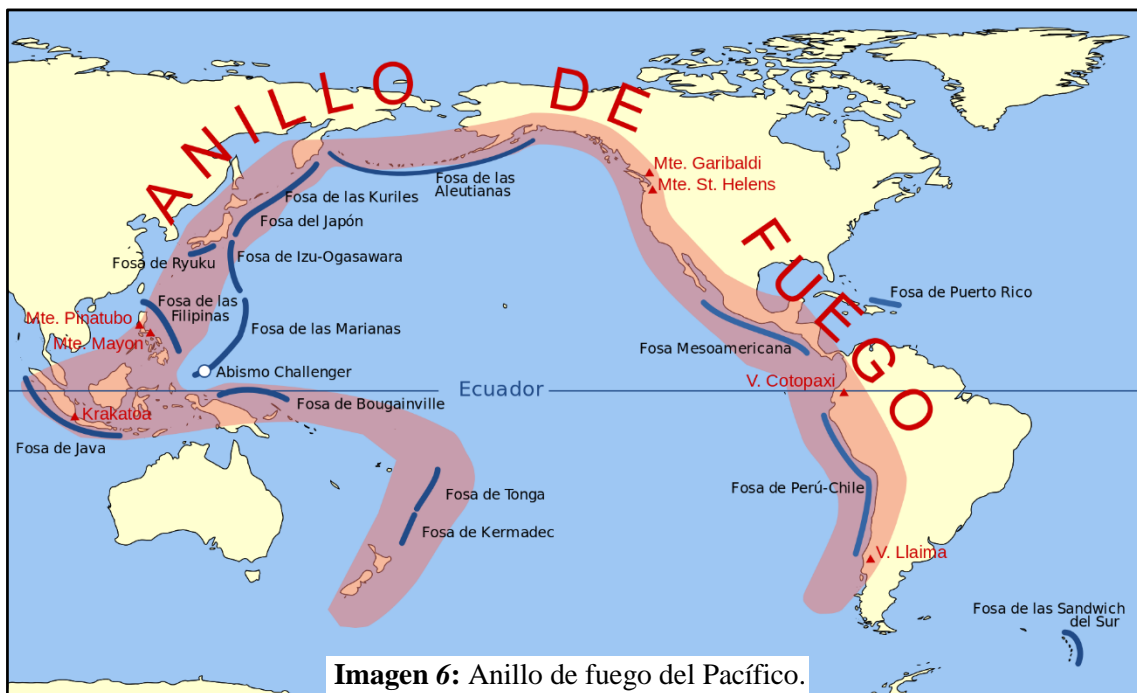 ANILLO DE FUEGO
Mte. Garibaldi
Mte. St. Helens
Fosa de las
Aleutianas
Fosa de las Kuriles
Fosa del Japón
Fosa de Izu-Ogasawara
Fosa de Ryuku
Fosa de las
Filipinas
Fosa de Puerto Rico
Mte. Pinatubo
Mte. Mayon
Fosa de las Marianas
Fosa Mesoamericana
Abismo Challenger
V. Cotopaxi
Ecuador
Fosa de Bougainville
Krakatoa
Fosa de Java
Fosa de Tonga
Fosa de Perú-Chile
Fosa de Kermadec
V. Llaima
Fosa de las Sandwich
del Sur
Imagen 6: Anillo de fuego del Pacífico.